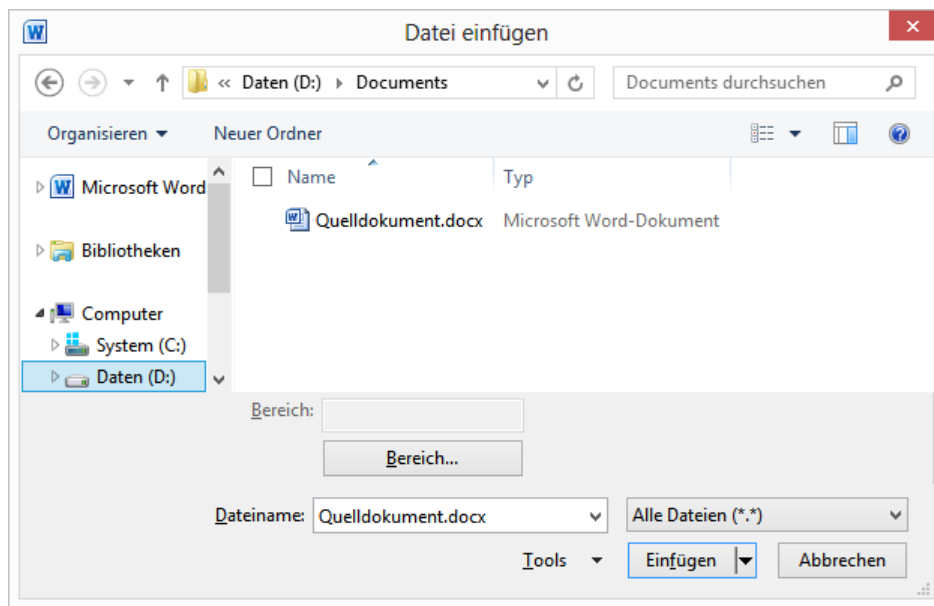 Datei einfügen
« Daten (D:) Documents
Documents durchsuchen
Organisieren
Neuer Ordner
Name
Typ
Microsoft Word
Quelldokument.docx
Microsoft Word-Dokument
Bibliotheken
Computer
System (C:)
Daten (D:)
Bereich:
Bereich...
Dateiname:
Quelldokument.docx
Alle Dateien (*.*)
Tools
Einfügen
Abbrechen